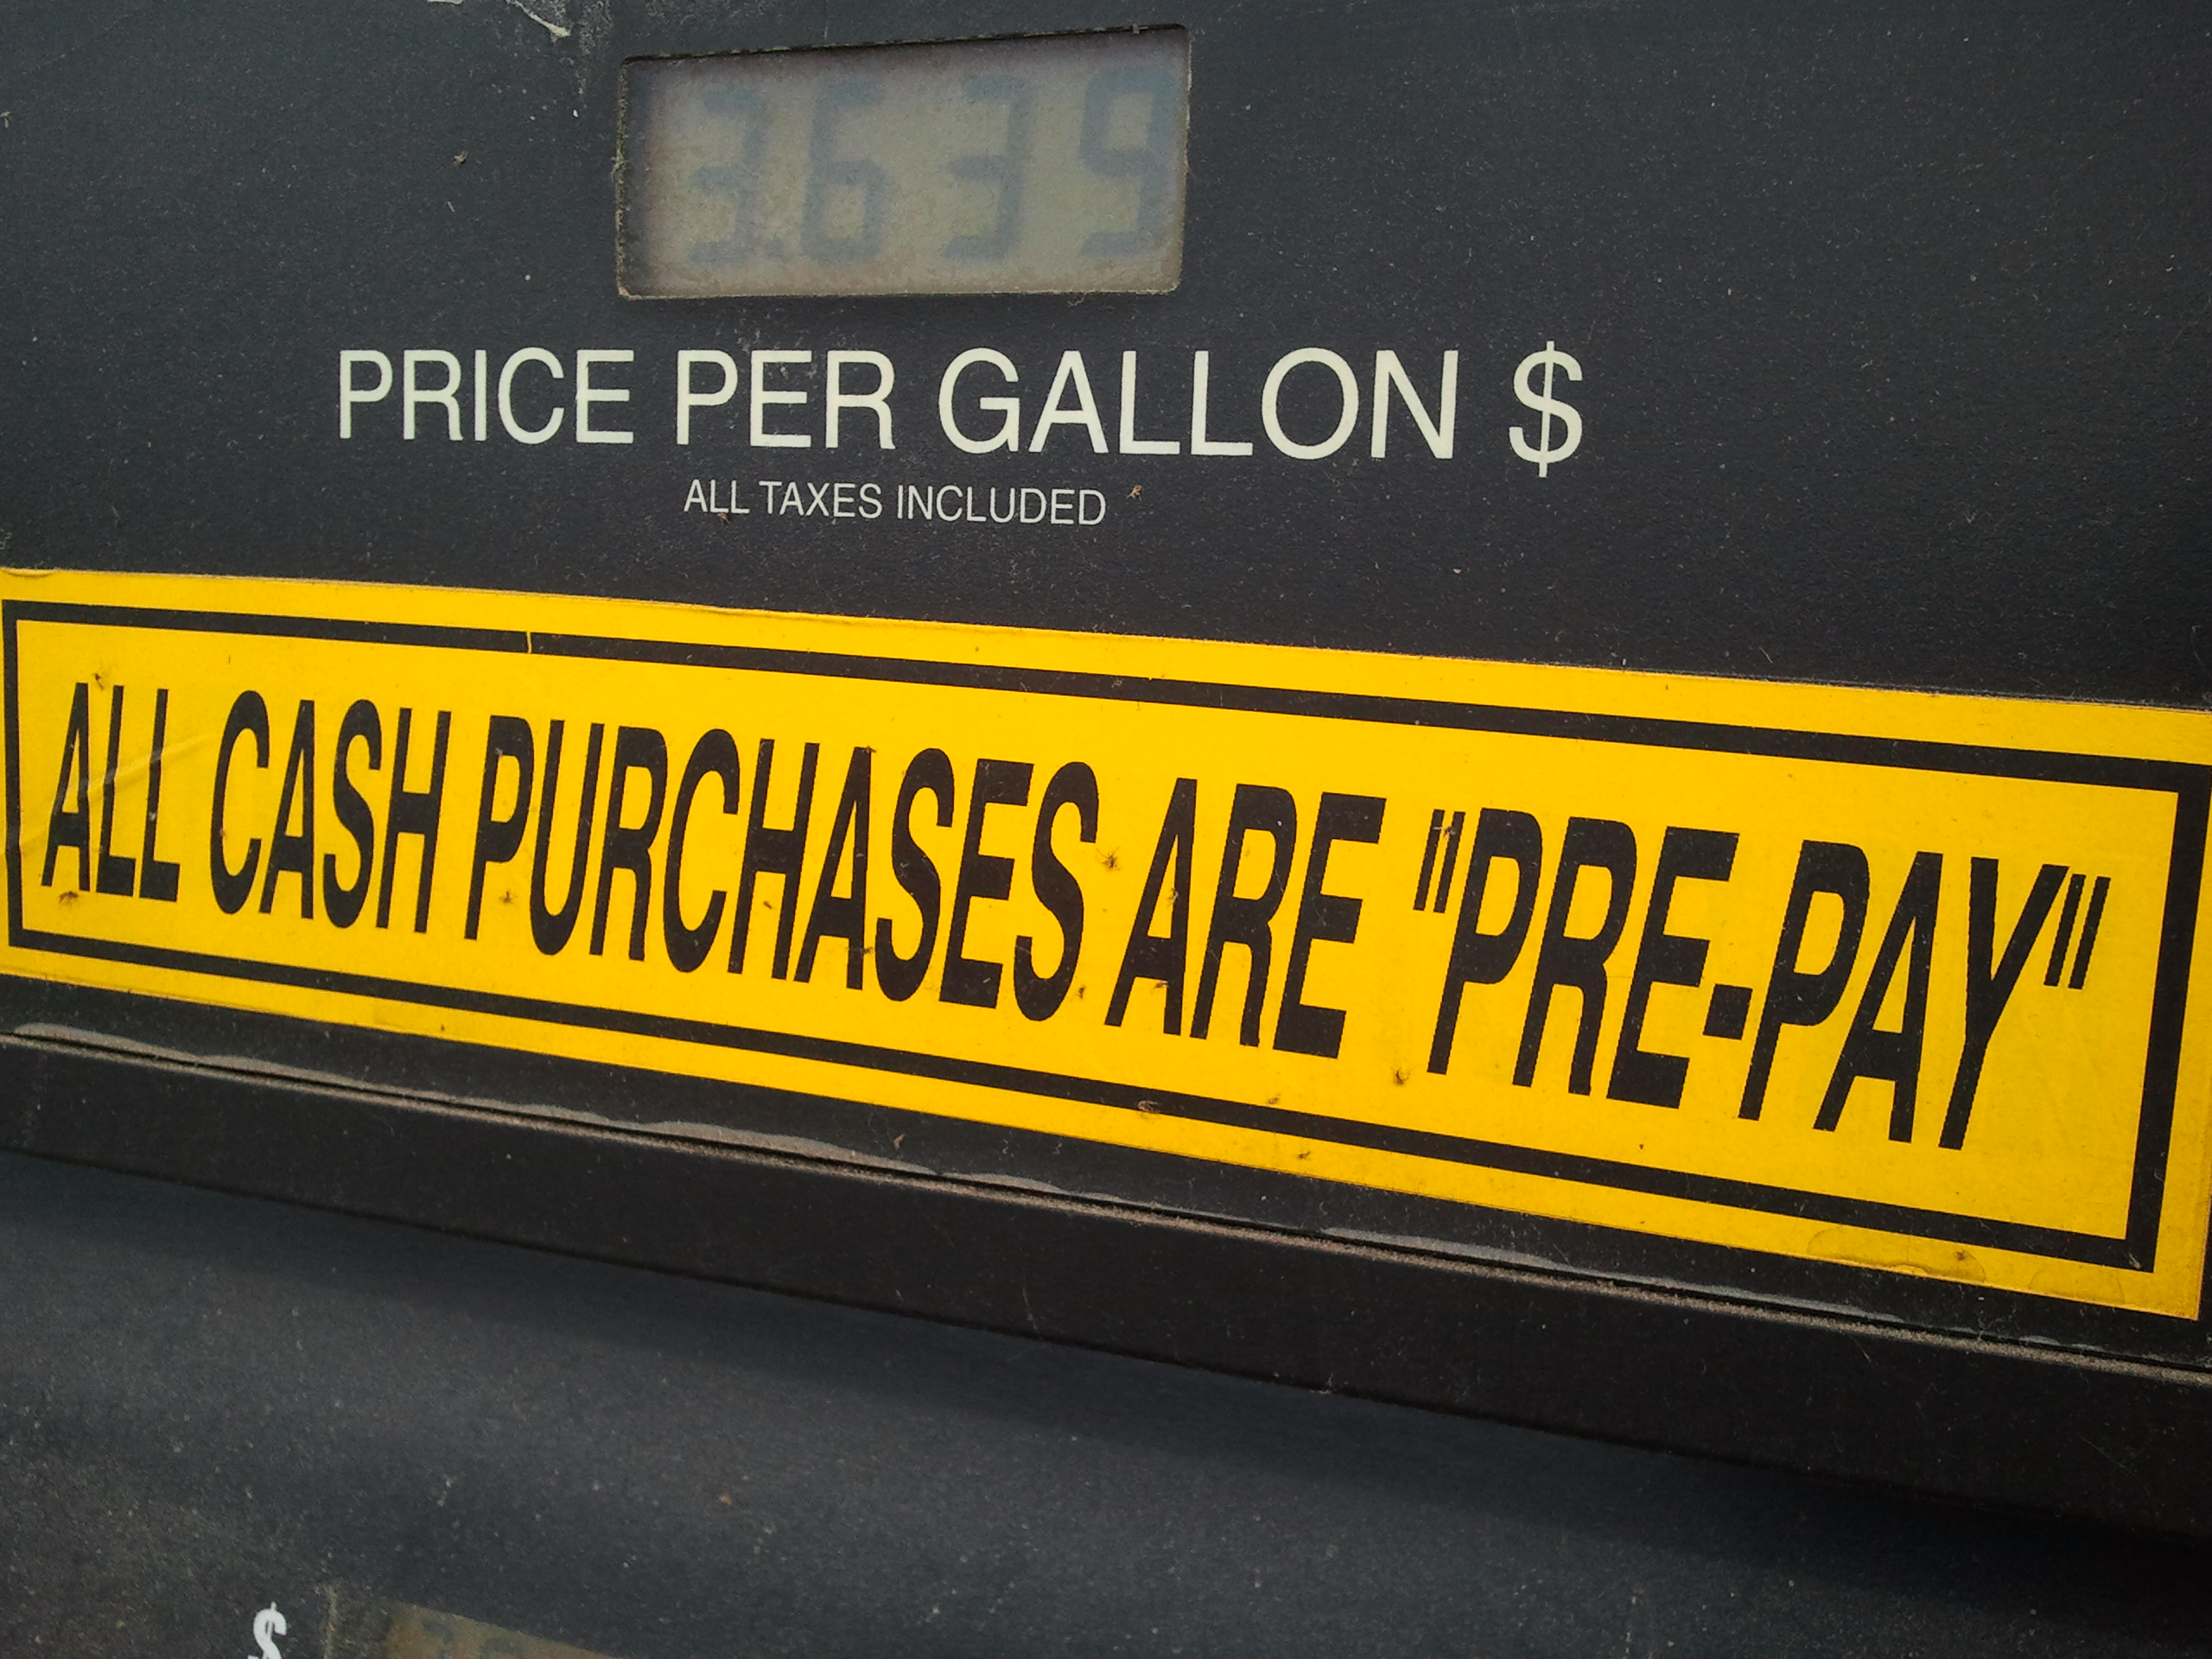 3.639
PRICE PER GALLON $
ALL TAXES INCLUDED
ALL CASH PURCHASES ARE "PRE-PAY"
$